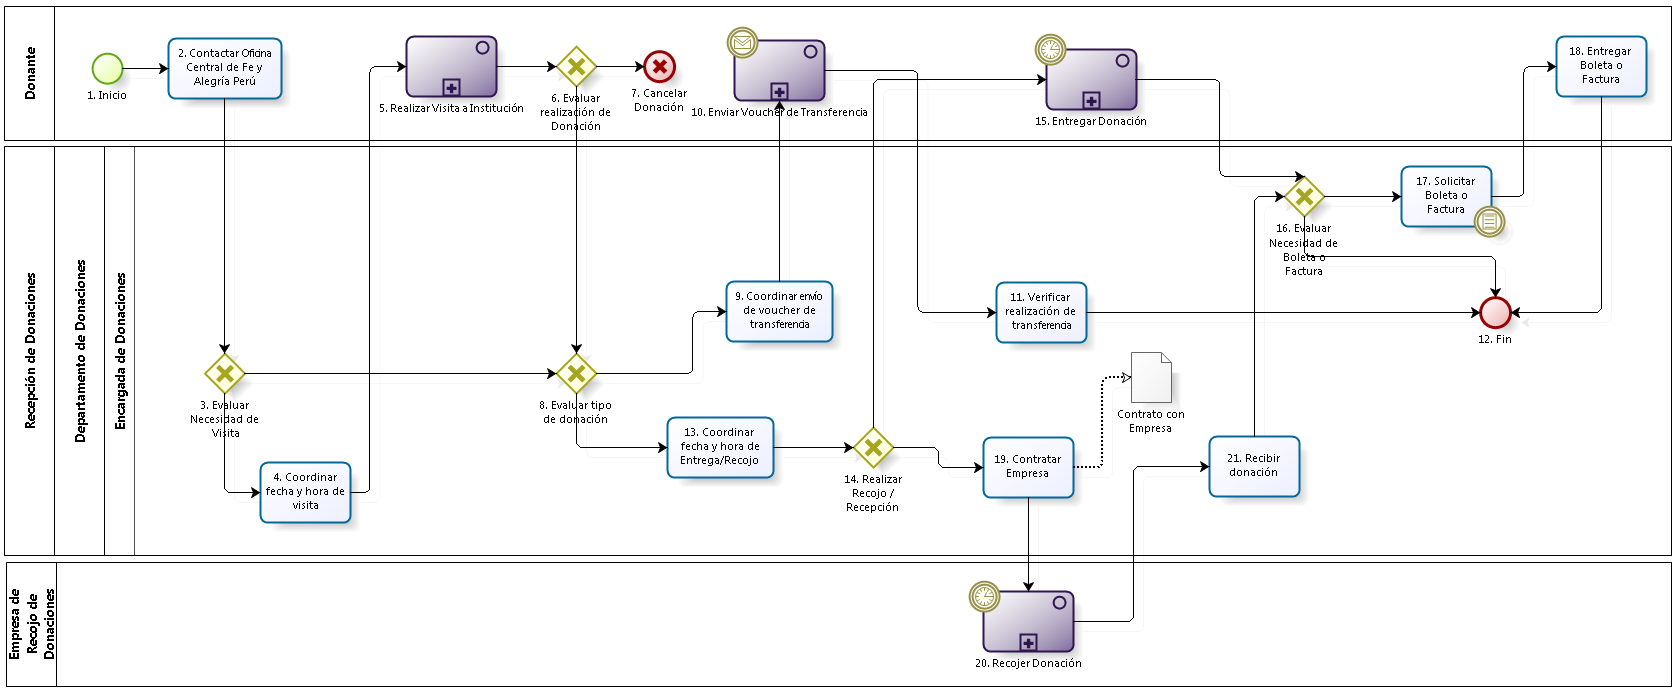 Donante
1. Inicio
2. Contactar Oficina
Central de Fe y
Alegría Perú
5. Realizar Visita a Institución
6. Evaluar
realización de
Donación
7. Cancelar
Donación
10. Enviar Voucher de Transferencia
15. Entregar Donación
18. Entregar
Boleta o
Factura
Recepción de Donaciones
Departamento de Donaciones
Encargada de Donaciones
3. Evaluar
Necesidad de
Visita
4. Coordinar
fecha y hora de
visita
8. Evaluar tipo
de donación
9. Coordinar envío
de voucher de
transferencia
13. Coordinar
fecha y hora de
Entrega/Recojo
14. Realizar
Recojo /
Recepción
11. Verificar
realización de
transferencia
Contrato con
Empresa
19. Contratar
Empresa
21. Recibir
donación
16. Evaluar
Necesidad de
Boleta o
Factura
17. Solicitar
Boleta o
Factura
12. Fin
Empresa de
Recojo de
Donaciones
20. Recojer Donación